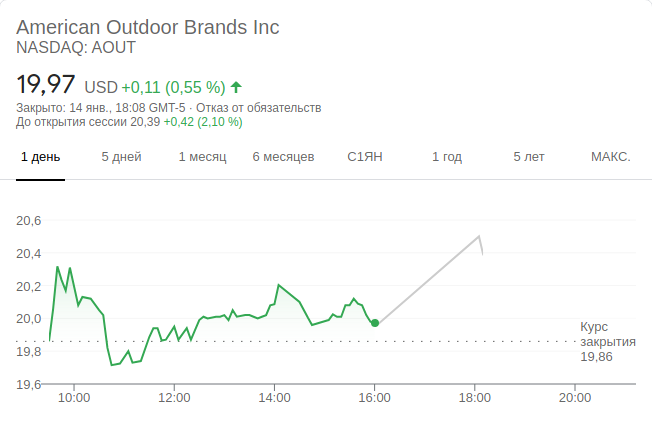 American Outdoor Brands Inc
NASDAQ: AOUT
19,97 USD +0,11 (0,55 %)
Закрыто: 14 янв., 18:08 GMT-5 · Отказ от обязательств
До открытия сессии 20,39 +0,42 (2,10 %)
1 день 5 дней 1 месяц 6 месяцев С1ЯН 1 год 5 лет МАКС.
20,6
20,4
20,2
20,0
19,8
19,6
Курс
закрытия
19,86
10:00 12:00 14:00 16:00 18:00 20:00